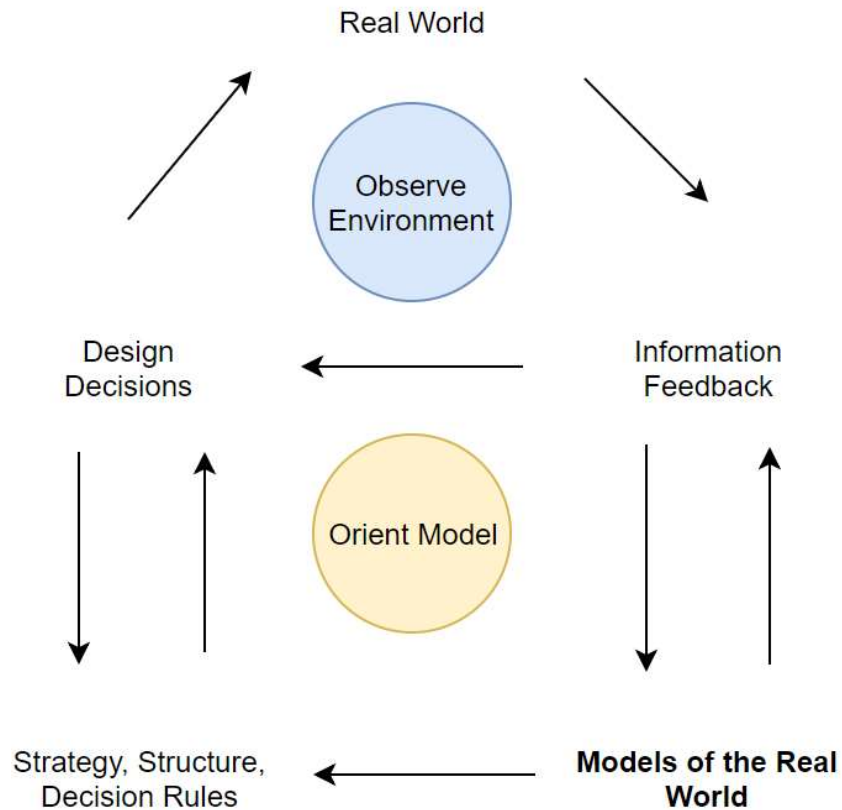 Real World
Observe
Environment
Design
Decisions
Information
Feedback
Orient Model
Strategy, Structure,
Decision Rules
Models of the Real
World